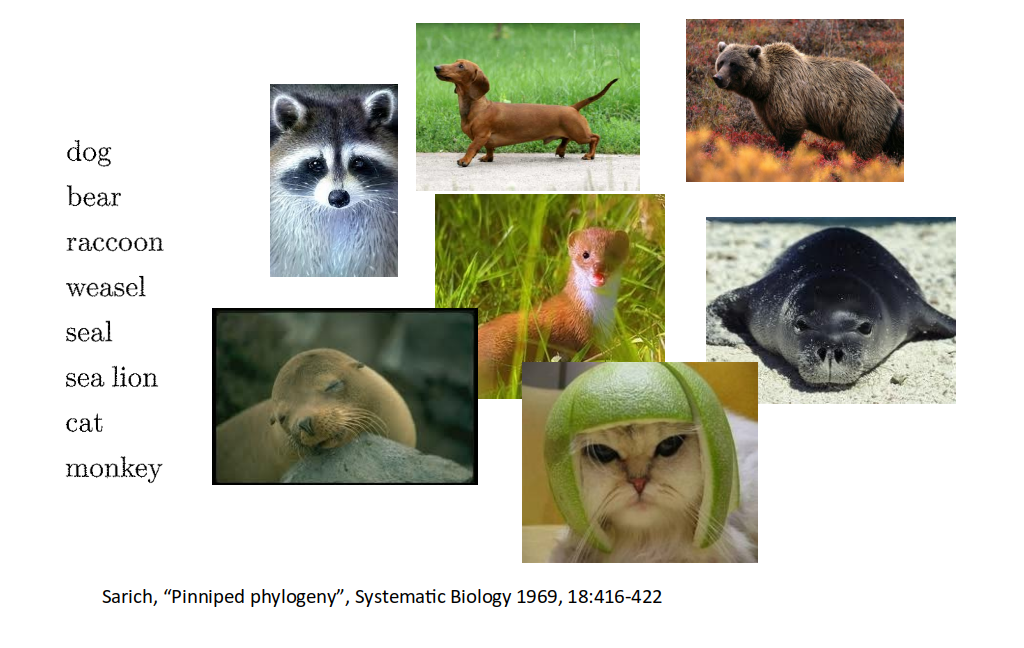 dog
bear
raccoon
weasel
seal
sea lion
cat
monkey
Sarich, “Pinniped phylogeny”, Systematic Biology 1969, 18:416-422